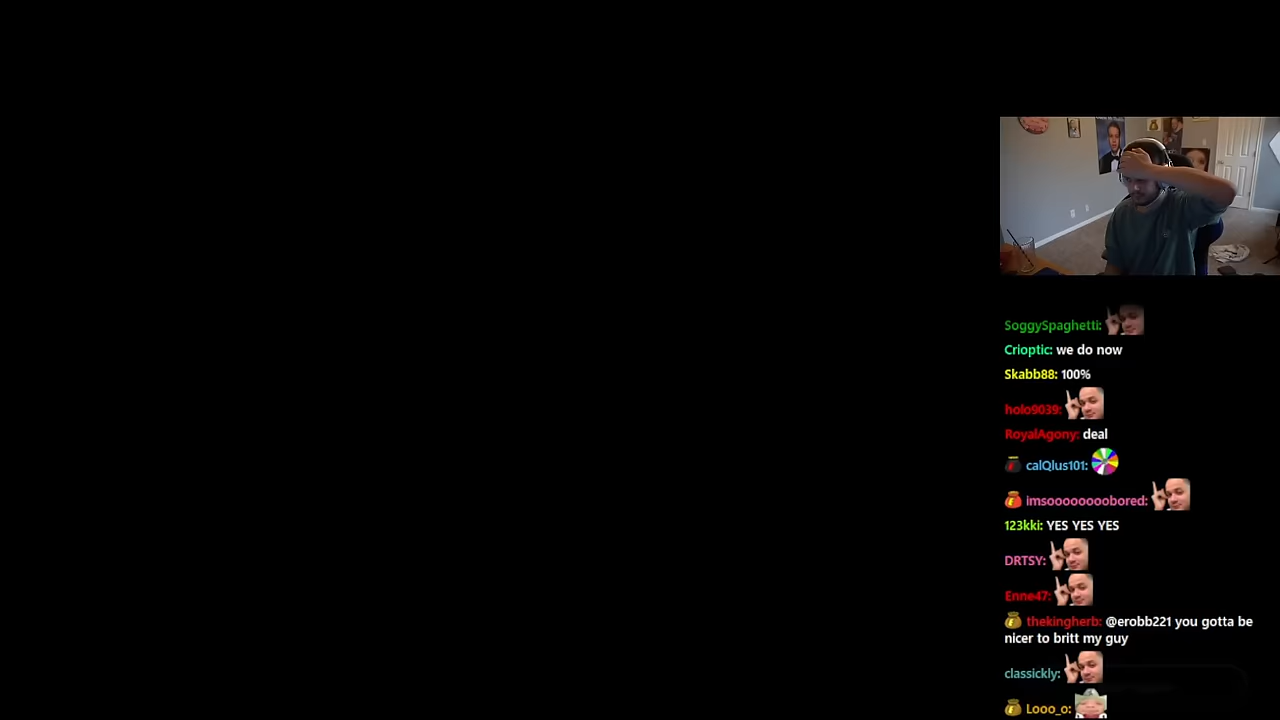 SoggySpaghetti:
Crioptic: we do now
Skabb88: 100%
holo9039:
RoyalAgony: deal
calQlus101:
imsoooooooobored:
123kki: YES YES YES
DRTSY:
Enne47:
thekingherb: @erobb221 you gotta be
nicer to britt my guy
classickly:
Looo_o: